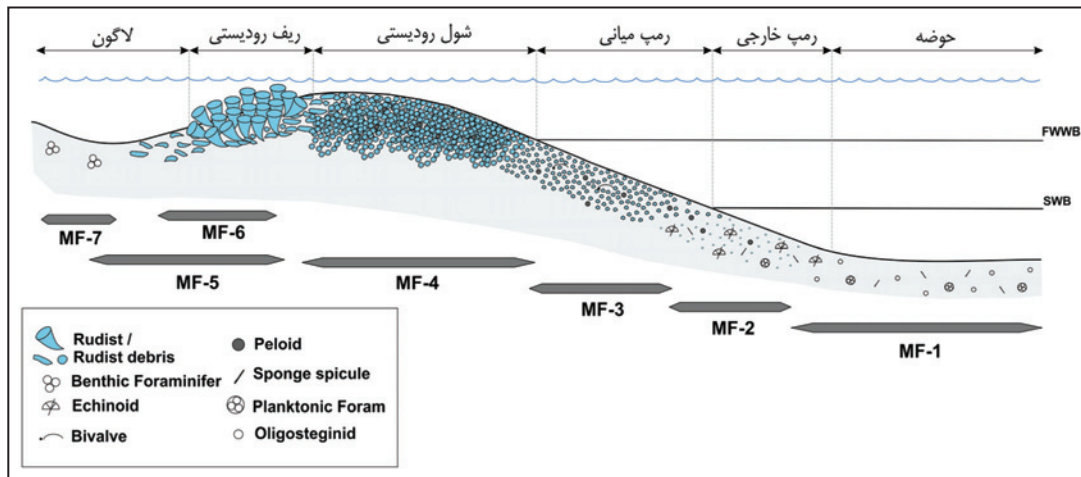 لاگون
ریف رودیستی
شول رودیستی
رمپ میانی
رمپ خارجی
حوضه
FWWB
SWB
MF-7
MF-6
MF-5
MF-4
MF-3
MF-2
MF-1
Rudist /
Rudist debris
Benthic Foraminifer
Echinoid
Bivalve
Peloid
Sponge spicule
Planktonic Foram
Oligosteginid